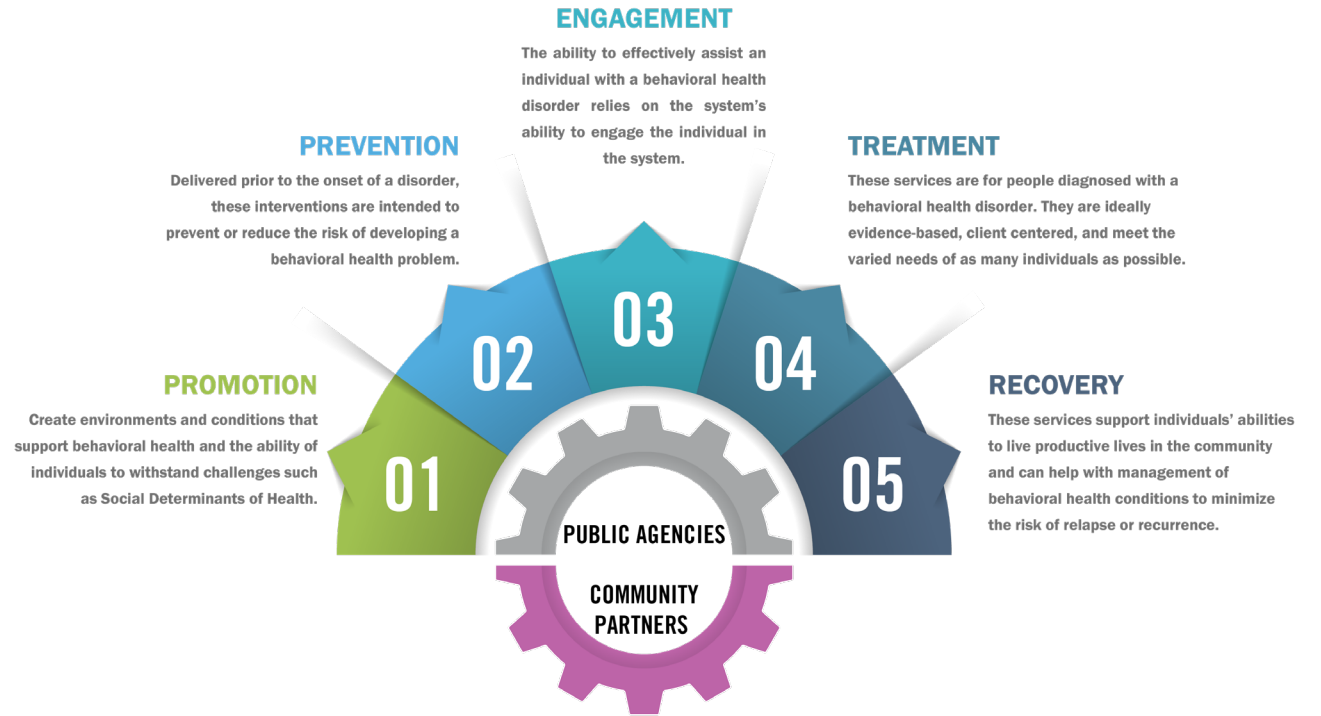 ENGAGEMENT
The ability to effectively assist an
individual with a behavioral health
disorder relies on the system's
ability to engage the individual in
the system.
PREVENTION
Delivered prior to the onset of a disorder,
these interventions are intended to
prevent or reduce the risk of developing a
behavioral health problem.
TREATMENT
These services are for people diagnosed with a
behavioral health disorder. They are ideally
evidence-based, client centered, and meet the
varied needs of as many individuals as possible.
PROMOTION
Create environments and conditions that
support behavioral health and the ability of
individuals to withstand challenges such
as Social Determinants of Health.
RECOVERY
These services support individuals' abilities
to live productive lives in the community
and can help with management of
behavioral health conditions to minimize
the risk of relapse or recurrence.
01
02
03
04
05
PUBLIC AGENCIES
COMMUNITY
PARTNERS